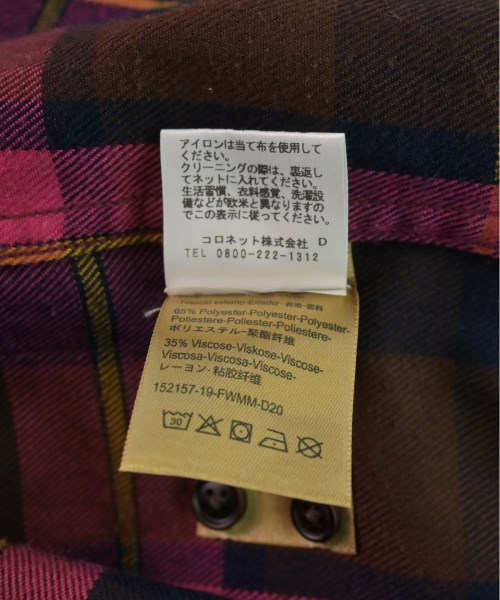 アイロンは当て布を使用して
ください。
クリーニングの際は、裏返し
てネットに入れてください。
生活習慣、衣料感覚、洗濯設
備などが欧米と異なりますの
でこの表示に従ってください。
コロネット株式会社 D
TEL 0800-222-1312
65% Polyester-Polyester-Polyester-
Poliestere-Poliester-Poliestere-
ポリエステル-聚酯纤维
35% Viscose-Viskose-Viscose-
Viscosa-Viscosa-Viscose-
レーヨン-粘胶纤维
152157-19-FWMM-D20
30